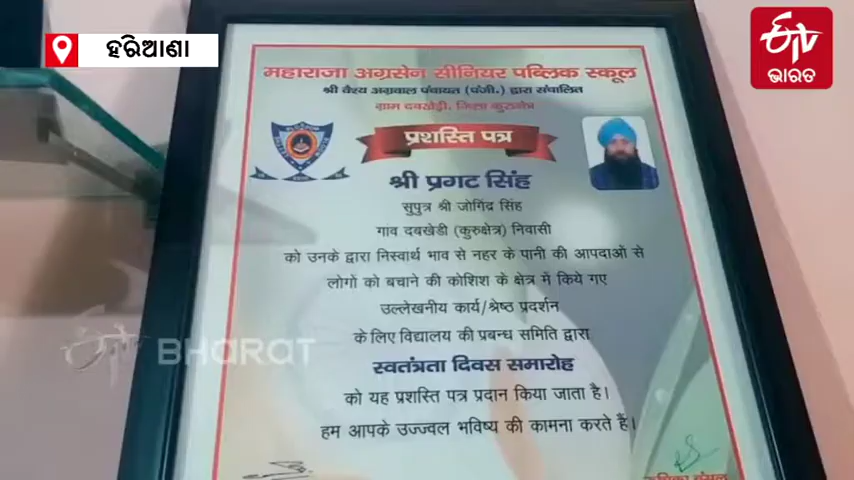 ହରିଆଣା
ଭାରତ
महाराजा अग्रसेन सीनियर पब्लिक स्कूल
श्री वैश्य अग्रवाल पंचायत (पंजी.) द्वारा संचालित
ग्राम दबखेड़ी, जिला कुरुक्षेत्र
प्रशस्ति पत्र
श्री प्रगट सिंह
सुपुत्र श्री जोगिंद्र सिंह
गाव दबखेडी (कुरुक्षेत्र) निवासी
को उनके द्वारा निस्वार्थ भाव से नहर के पानी की आपदाओं से
लोगों को बचाने की कोशिश के क्षेत्र में किये गए
उल्लेखनीय कार्य/श्रेष्ठ प्रदर्शन
के लिए विद्यालय की प्रबन्ध समिति द्वारा
स्वतंत्रता दिवस समारोह
को यह प्रशस्ति पत्र प्रदान किया जाता है।
हम आपके उज्ज्वल भविष्य की कामना करते हैं।
BHARAT